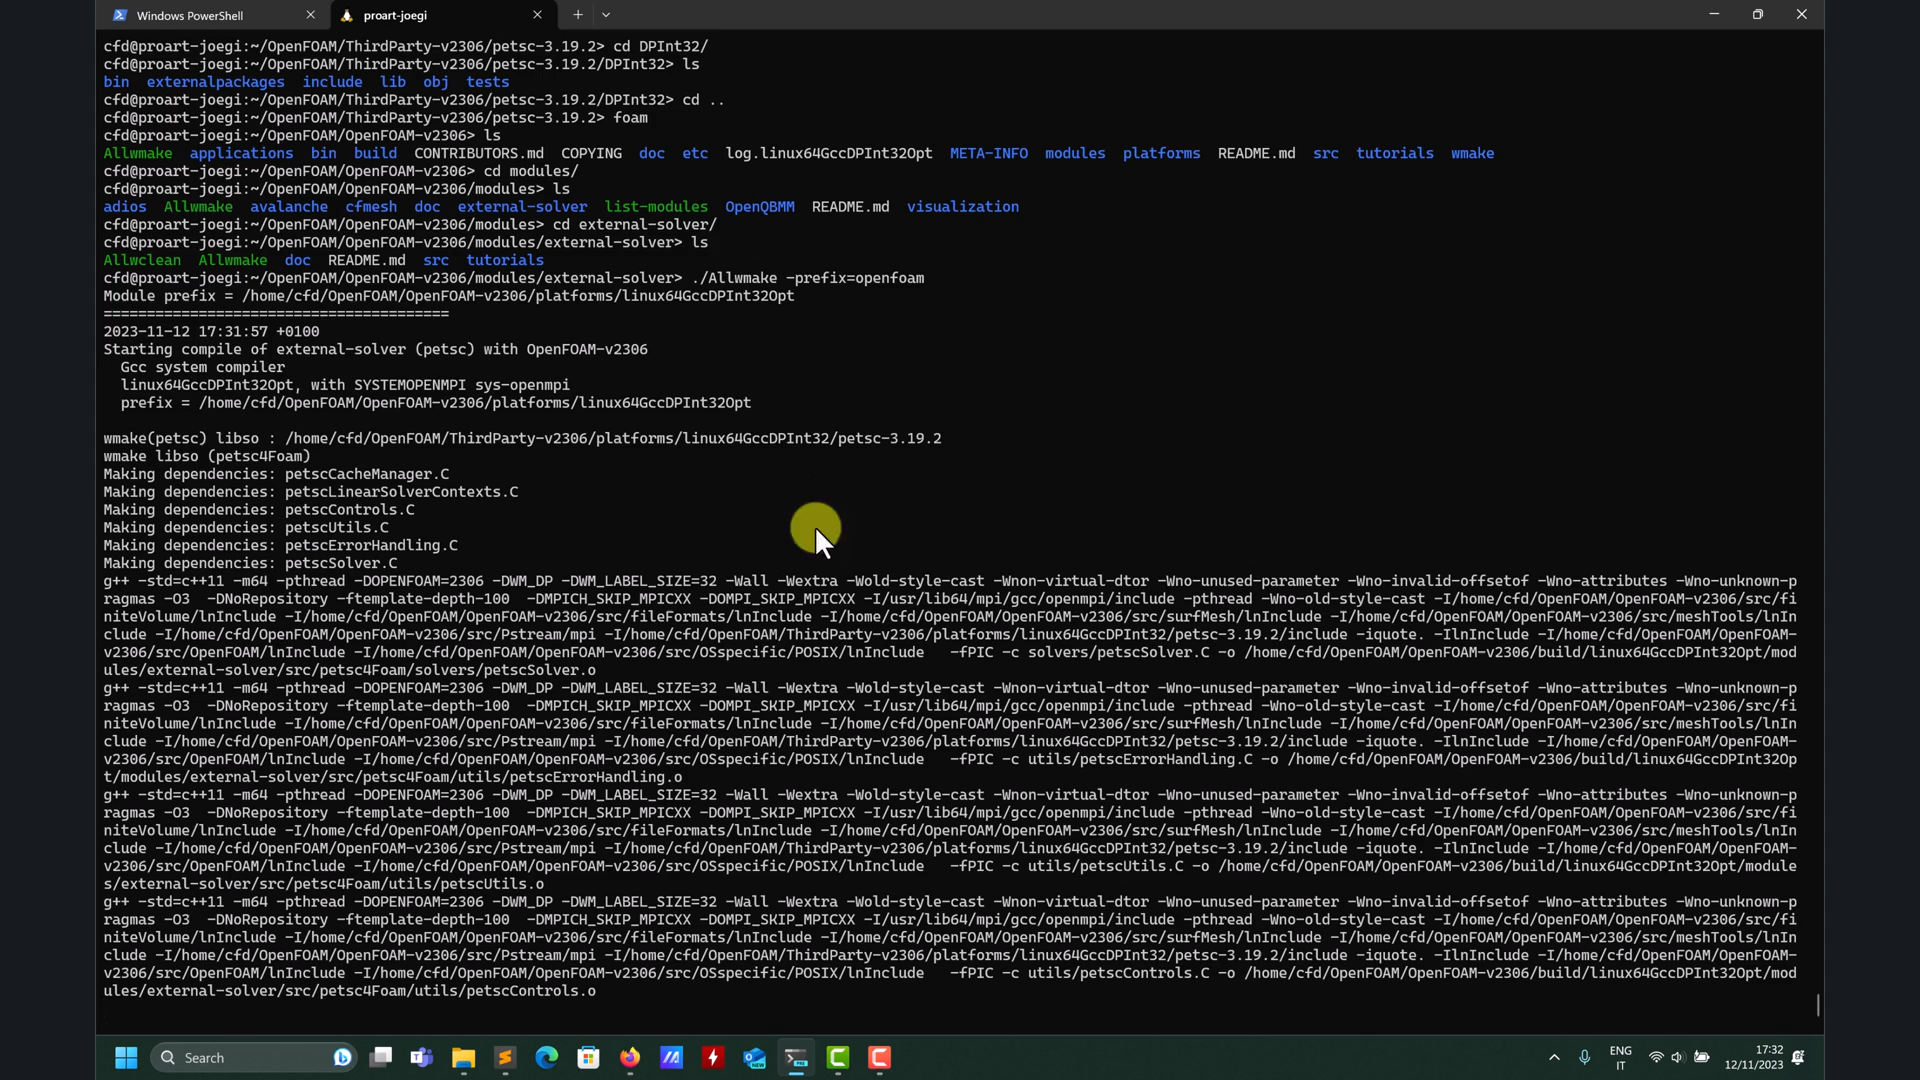 Windows PowerShell
proart-joegi
cfd@proart-joegi:~/OpenFOAM/ThirdParty-v2306/petsc-3.19.2> cd DPInt32/
cfd@proart-joegi:~/OpenFOAM/ThirdParty-v2306/petsc-3.19.2/DPInt32> ls
bin externalpackages include lib obj tests
cfd@proart-joegi:~/OpenFOAM/ThirdParty-v2306/petsc-3.19.2/DPInt32> cd ..
cfd@proart-joegi:~/OpenFOAM/ThirdParty-v2306/petsc-3.19.2> foam
cfd@proart-joegi:~/OpenFOAM/OpenFOAM-v2306> ls
Allwmake applications bin build CONTRIBUTORS.md COPYING doc etc log.linux64GccDPInt32Opt META-INFO modules platforms README.md src tutorials wmake
cfd@proart-joegi:~/OpenFOAM/OpenFOAM-v2306> cd modules/
cfd@proart-joegi:~/OpenFOAM/OpenFOAM-v2306/modules> ls
adios Allwmake avalanche cfmesh doc external-solver list-modules OpenQBMM README.md visualization
cfd@proart-joegi:~/OpenFOAM/OpenFOAM-v2306/modules> cd external-solver/
cfd@proart-joegi:~/OpenFOAM/OpenFOAM-v2306/modules/external-solver> ls
Allwclean Allwmake doc README.md src tutorials
cfd@proart-joegi:~/OpenFOAM/OpenFOAM-v2306/modules/external-solver> ./Allwmake -prefix=openfoam
Module prefix = /home/cfd/OpenFOAM/OpenFOAM-v2306/platforms/linux64GccDPInt32Opt
========================================
2023-11-12 17:31:57 +0100
Starting compile of external-solver (petsc) with OpenFOAM-v2306
Gcc system compiler
linux64GccDPInt32Opt, with SYSTEMOPENMPI sys-openmpi
prefix = /home/cfd/OpenFOAM/OpenFOAM-v2306/platforms/linux64GccDPInt32Opt
wmake(petsc) libso : /home/cfd/OpenFOAM/ThirdParty-v2306/platforms/linux64GccDPInt32/petsc-3.19.2
wmake libso (petsc4Foam)
Making dependencies: petscCacheManager.C
Making dependencies: petscLinearSolverContexts.C
Making dependencies: petscControls.C
Making dependencies: petscUtils.C
Making dependencies: petscErrorHandling.C
Making dependencies: petscSolver.C
g++ -std=c++11 -m64 -pthread -DOPENFOAM=2306 -DWM_DP -DWM_LABEL_SIZE=32 -Wall -Wextra -Wold-style-cast -Wnon-virtual-dtor -Wno-unused-parameter -Wno-invalid-offsetof -Wno-attributes -Wno-unknown-p
ragmas -O3 -DNoRepository -ftemplate-depth-100 -DMPICH_SKIP_MPICXX -DOMPI_SKIP_MPICXX -I/usr/lib64/mpi/gcc/openmpi/include -pthread -Wno-old-style-cast -I/home/cfd/OpenFOAM/OpenFOAM-v2306/src/fi
niteVolume/lnInclude -I/home/cfd/OpenFOAM/OpenFOAM-v2306/src/fileFormats/lnInclude -I/home/cfd/OpenFOAM/OpenFOAM-v2306/src/surfMesh/lnInclude -I/home/cfd/OpenFOAM/OpenFOAM-v2306/src/meshTools/lnIn
clude -I/home/cfd/OpenFOAM/OpenFOAM-v2306/src/Pstream/mpi -I/home/cfd/OpenFOAM/ThirdParty-v2306/platforms/linux64GccDPInt32/petsc-3.19.2/include -iquote. -IlnInclude -I/home/cfd/OpenFOAM/OpenFOAM-
v2306/src/OpenFOAM/lnInclude -I/home/cfd/OpenFOAM/OpenFOAM-v2306/src/OSspecific/POSIX/lnInclude -fPIC -c solvers/petscSolver.C -o /home/cfd/OpenFOAM/OpenFOAM-v2306/build/linux64GccDPInt32Opt/mod
ules/external-solver/src/petsc4Foam/solvers/petscSolver.o
g++ -std=c++11 -m64 -pthread -DOPENFOAM=2306 -DWM_DP -DWM_LABEL_SIZE=32 -Wall -Wextra -Wold-style-cast -Wnon-virtual-dtor -Wno-unused-parameter -Wno-invalid-offsetof -Wno-attributes -Wno-unknown-p
ragmas -O3 -DNoRepository -ftemplate-depth-100 -DMPICH_SKIP_MPICXX -DOMPI_SKIP_MPICXX -I/usr/lib64/mpi/gcc/openmpi/include -pthread -Wno-old-style-cast -I/home/cfd/OpenFOAM/OpenFOAM-v2306/src/fi
niteVolume/lnInclude -I/home/cfd/OpenFOAM/OpenFOAM-v2306/src/fileFormats/lnInclude -I/home/cfd/OpenFOAM/OpenFOAM-v2306/src/surfMesh/lnInclude -I/home/cfd/OpenFOAM/OpenFOAM-v2306/src/meshTools/lnIn
clude -I/home/cfd/OpenFOAM/OpenFOAM-v2306/src/Pstream/mpi -I/home/cfd/OpenFOAM/ThirdParty-v2306/platforms/linux64GccDPInt32/petsc-3.19.2/include -iquote. -IlnInclude -I/home/cfd/OpenFOAM/OpenFOAM-
v2306/src/OpenFOAM/lnInclude -I/home/cfd/OpenFOAM/OpenFOAM-v2306/src/OSspecific/POSIX/lnInclude -fPIC -c utils/petscErrorHandling.C -o /home/cfd/OpenFOAM/OpenFOAM-v2306/build/linux64GccDPInt32Op
t/modules/external-solver/src/petsc4Foam/utils/petscErrorHandling.o
g++ -std=c++11 -m64 -pthread -DOPENFOAM=2306 -DWM_DP -DWM_LABEL_SIZE=32 -Wall -Wextra -Wold-style-cast -Wnon-virtual-dtor -Wno-unused-parameter -Wno-invalid-offsetof -Wno-attributes -Wno-unknown-p
ragmas -O3 -DNoRepository -ftemplate-depth-100 -DMPICH_SKIP_MPICXX -DOMPI_SKIP_MPICXX -I/usr/lib64/mpi/gcc/openmpi/include -pthread -Wno-old-style-cast -I/home/cfd/OpenFOAM/OpenFOAM-v2306/src/fi
niteVolume/lnInclude -I/home/cfd/OpenFOAM/OpenFOAM-v2306/src/fileFormats/lnInclude -I/home/cfd/OpenFOAM/OpenFOAM-v2306/src/surfMesh/lnInclude -I/home/cfd/OpenFOAM/OpenFOAM-v2306/src/meshTools/lnIn
clude -I/home/cfd/OpenFOAM/OpenFOAM-v2306/src/Pstream/mpi -I/home/cfd/OpenFOAM/ThirdParty-v2306/platforms/linux64GccDPInt32/petsc-3.19.2/include -iquote. -IlnInclude -I/home/cfd/OpenFOAM/OpenFOAM-
v2306/src/OpenFOAM/lnInclude -I/home/cfd/OpenFOAM/OpenFOAM-v2306/src/OSspecific/POSIX/lnInclude -fPIC -c utils/petscUtils.C -o /home/cfd/OpenFOAM/OpenFOAM-v2306/build/linux64GccDPInt32Opt/module
s/external-solver/src/petsc4Foam/utils/petscUtils.o
g++ -std=c++11 -m64 -pthread -DOPENFOAM=2306 -DWM_DP -DWM_LABEL_SIZE=32 -Wall -Wextra -Wold-style-cast -Wnon-virtual-dtor -Wno-unused-parameter -Wno-invalid-offsetof -Wno-attributes -Wno-unknown-p
ragmas -O3 -DNoRepository -ftemplate-depth-100 -DMPICH_SKIP_MPICXX -DOMPI_SKIP_MPICXX -I/usr/lib64/mpi/gcc/openmpi/include -pthread -Wno-old-style-cast -I/home/cfd/OpenFOAM/OpenFOAM-v2306/src/fi
niteVolume/lnInclude -I/home/cfd/OpenFOAM/OpenFOAM-v2306/src/fileFormats/lnInclude -I/home/cfd/OpenFOAM/OpenFOAM-v2306/src/surfMesh/lnInclude -I/home/cfd/OpenFOAM/OpenFOAM-v2306/src/meshTools/lnIn
clude -I/home/cfd/OpenFOAM/OpenFOAM-v2306/src/Pstream/mpi -I/home/cfd/OpenFOAM/ThirdParty-v2306/platforms/linux64GccDPInt32/petsc-3.19.2/include -iquote. -IlnInclude -I/home/cfd/OpenFOAM/OpenFOAM-
v2306/src/OpenFOAM/lnInclude -I/home/cfd/OpenFOAM/OpenFOAM-v2306/src/OSspecific/POSIX/lnInclude -fPIC -c utils/petscControls.C -o /home/cfd/OpenFOAM/OpenFOAM-v2306/build/linux64GccDPInt32Opt/mod
ules/external-solver/src/petsc4Foam/utils/petscControls.o
Search
ENG
IT
17:32
12/11/2023